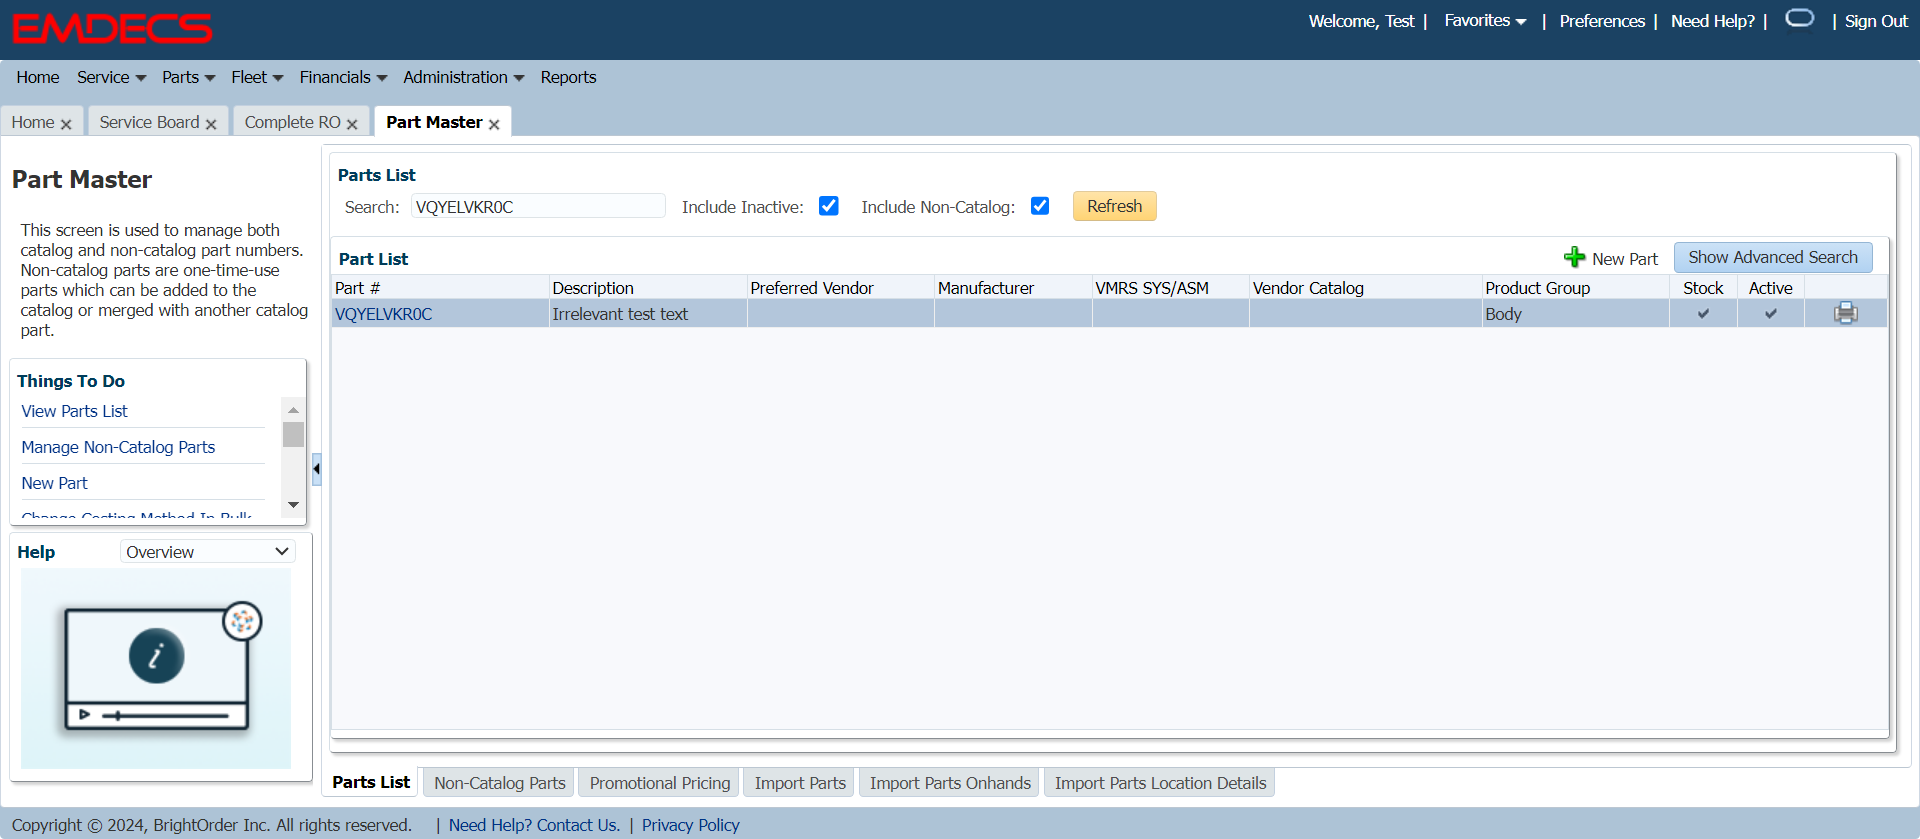 EMDECS
Welcome, Test | Favorites | Preferences | Need Help? | | Sign Out
Home Service Parts Fleet Financials Administration Reports
Home Service Board Complete RO Part Master
Part Master
This screen is used to manage both
catalog and non-catalog part numbers.
Non-catalog parts are one-time-use
parts which can be added to the
catalog or merged with another catalog
part.
Things To Do
View Parts List
Manage Non-Catalog Parts
New Part
Change Costing Method In Bulk
Help Overview
i
Parts List
Search: VQYELVKR0C Include Inactive: Include Non-Catalog: Refresh
Part List New Part Show Advanced Search
Part # Description Preferred Vendor Manufacturer VMRS SYS/ASM Vendor Catalog Product Group Stock Active
VQYELVKR0C Irrelevant test text Body
Parts List Non-Catalog Parts Promotional Pricing Import Parts Import Parts Onhands Import Parts Location Details
Copyright © 2024, BrightOrder Inc. All rights reserved. | Need Help? Contact Us. | Privacy Policy